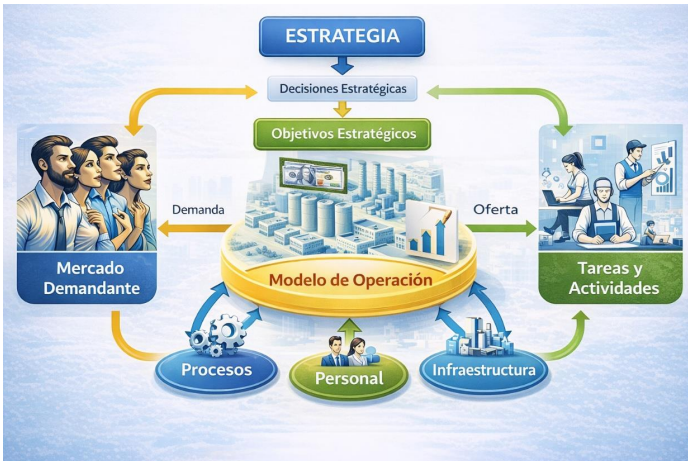 ESTRATEGIA
Decisiones Estratégicas
Objetivos Estratégicos
Demanda
Oferta
Mercado
Demandante
Modelo de Operación
Tareas y
Actividades
Procesos
Personal
Infraestructura